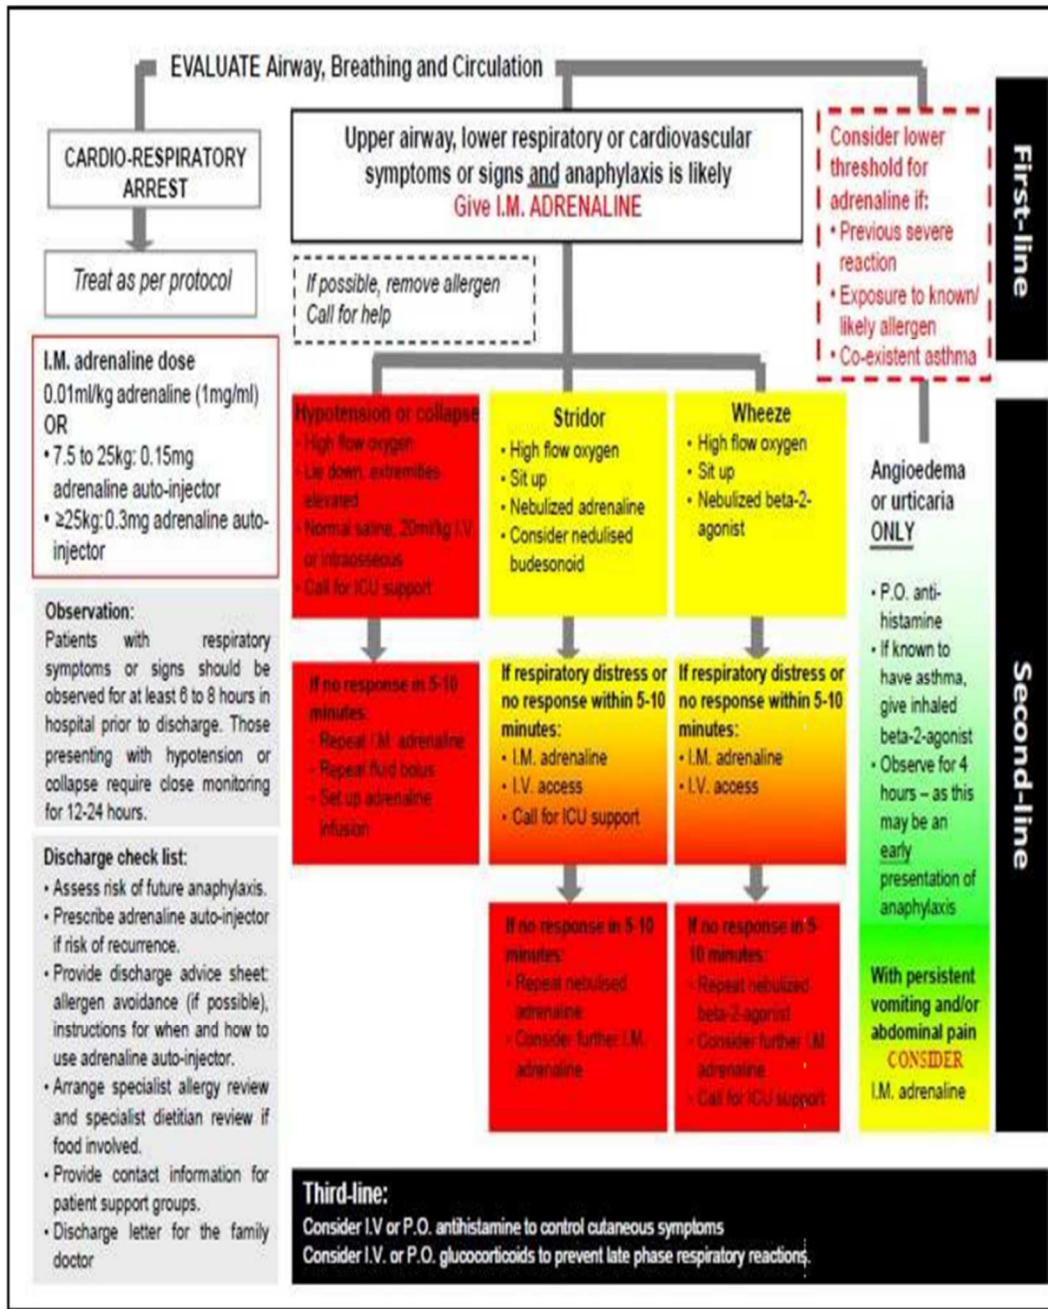 EVALUATE Airway, Breathing and Circulation
CARDIO-RESPIRATORY
ARREST
Treat as per protocol
Upper airway, lower respiratory or cardiovascular
symptoms or signs and anaphylaxis is likely
Give I.M. ADRENALINE
If possible, remove allergen
Call for help
Consider lower
threshold for
adrenaline if:
• Previous severe
reaction
• Exposure to known/
likely allergen
• Co-existent asthma
First-line
I.M. adrenaline dose
0.01ml/kg adrenaline (1mg/ml)
OR
• 7.5 to 25kg: 0.15mg
adrenaline auto-injector
• ≥25kg: 0.3mg adrenaline auto-
injector
Observation:
Patients with respiratory
symptoms or signs should be
observed for at least 6 to 8 hours in
hospital prior to discharge. Those
presenting with hypotension or
collapse require close monitoring
for 12-24 hours.
Discharge check list:
• Assess risk of future anaphylaxis.
• Prescribe adrenaline auto-injector
if risk of recurrence.
• Provide discharge advice sheet:
allergen avoidance (if possible),
instructions for when and how to
use adrenaline auto-injector.
• Arrange specialist allergy review
and specialist dietitian review if
food involved.
• Provide contact information for
patient support groups.
• Discharge letter for the family
doctor
Hypotension or collapse
• High flow oxygen
• Lie down, extremities
elevated
• Normal saline, 20ml/kg I.V.
or intraosseous
• Call for ICU support
If no response in 5-10
minutes:
• Repeat I.M. adrenaline
• Repeat fluid bolus
• Set up adrenaline
infusion
Stridor
• High flow oxygen
• Sit up
• Nebulized adrenaline
• Consider nedulised
budesonoid
If respiratory distress or
no response within 5-10
minutes:
• I.M. adrenaline
• I.V. access
• Call for ICU support
If no response in 5-10
minutes:
• Repeat nebulised
adrenaline
• Consider further I.M.
adrenaline
Wheeze
• High flow oxygen
• Sit up
• Nebulized beta-2-
agonist
If respiratory distress or
no response within 5-10
minutes:
• I.M. adrenaline
• I.V. access
If no response in 5-
10 minutes:
• Repeat nebulized
beta-2-agonist
• Consider further I.M.
adrenaline
• Call for ICU support
Angioedema
or urticaria
ONLY
• P.O. anti-
histamine
• If known to
have asthma,
give inhaled
beta-2-agonist
• Observe for 4
hours – as this
may be an
early
presentation of
anaphylaxis
With persistent
vomiting and/or
abdominal pain
CONSIDER
I.M. adrenaline
Second-line
Third-line:
Consider I.V or P.O. antihistamine to control cutaneous symptoms
Consider I.V. or P.O. glucocorticoids to prevent late phase respiratory reactions.